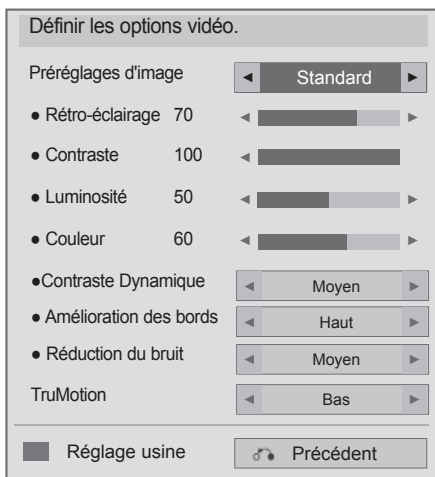 Définir les options vidéo.
Préréglages d'image ◄ Standard ►
● Rétro-éclairage 70 ◄ ►
● Contraste 100 ◄
● Luminosité 50 ◄ ►
● Couleur 60 ◄ ►
●Contraste Dynamique ◄ Moyen ►
● Amélioration des bords ◄ Haut ►
● Réduction du bruit ◄ Moyen ►
TruMotion ◄ Bas ►
Réglage usine Précédent